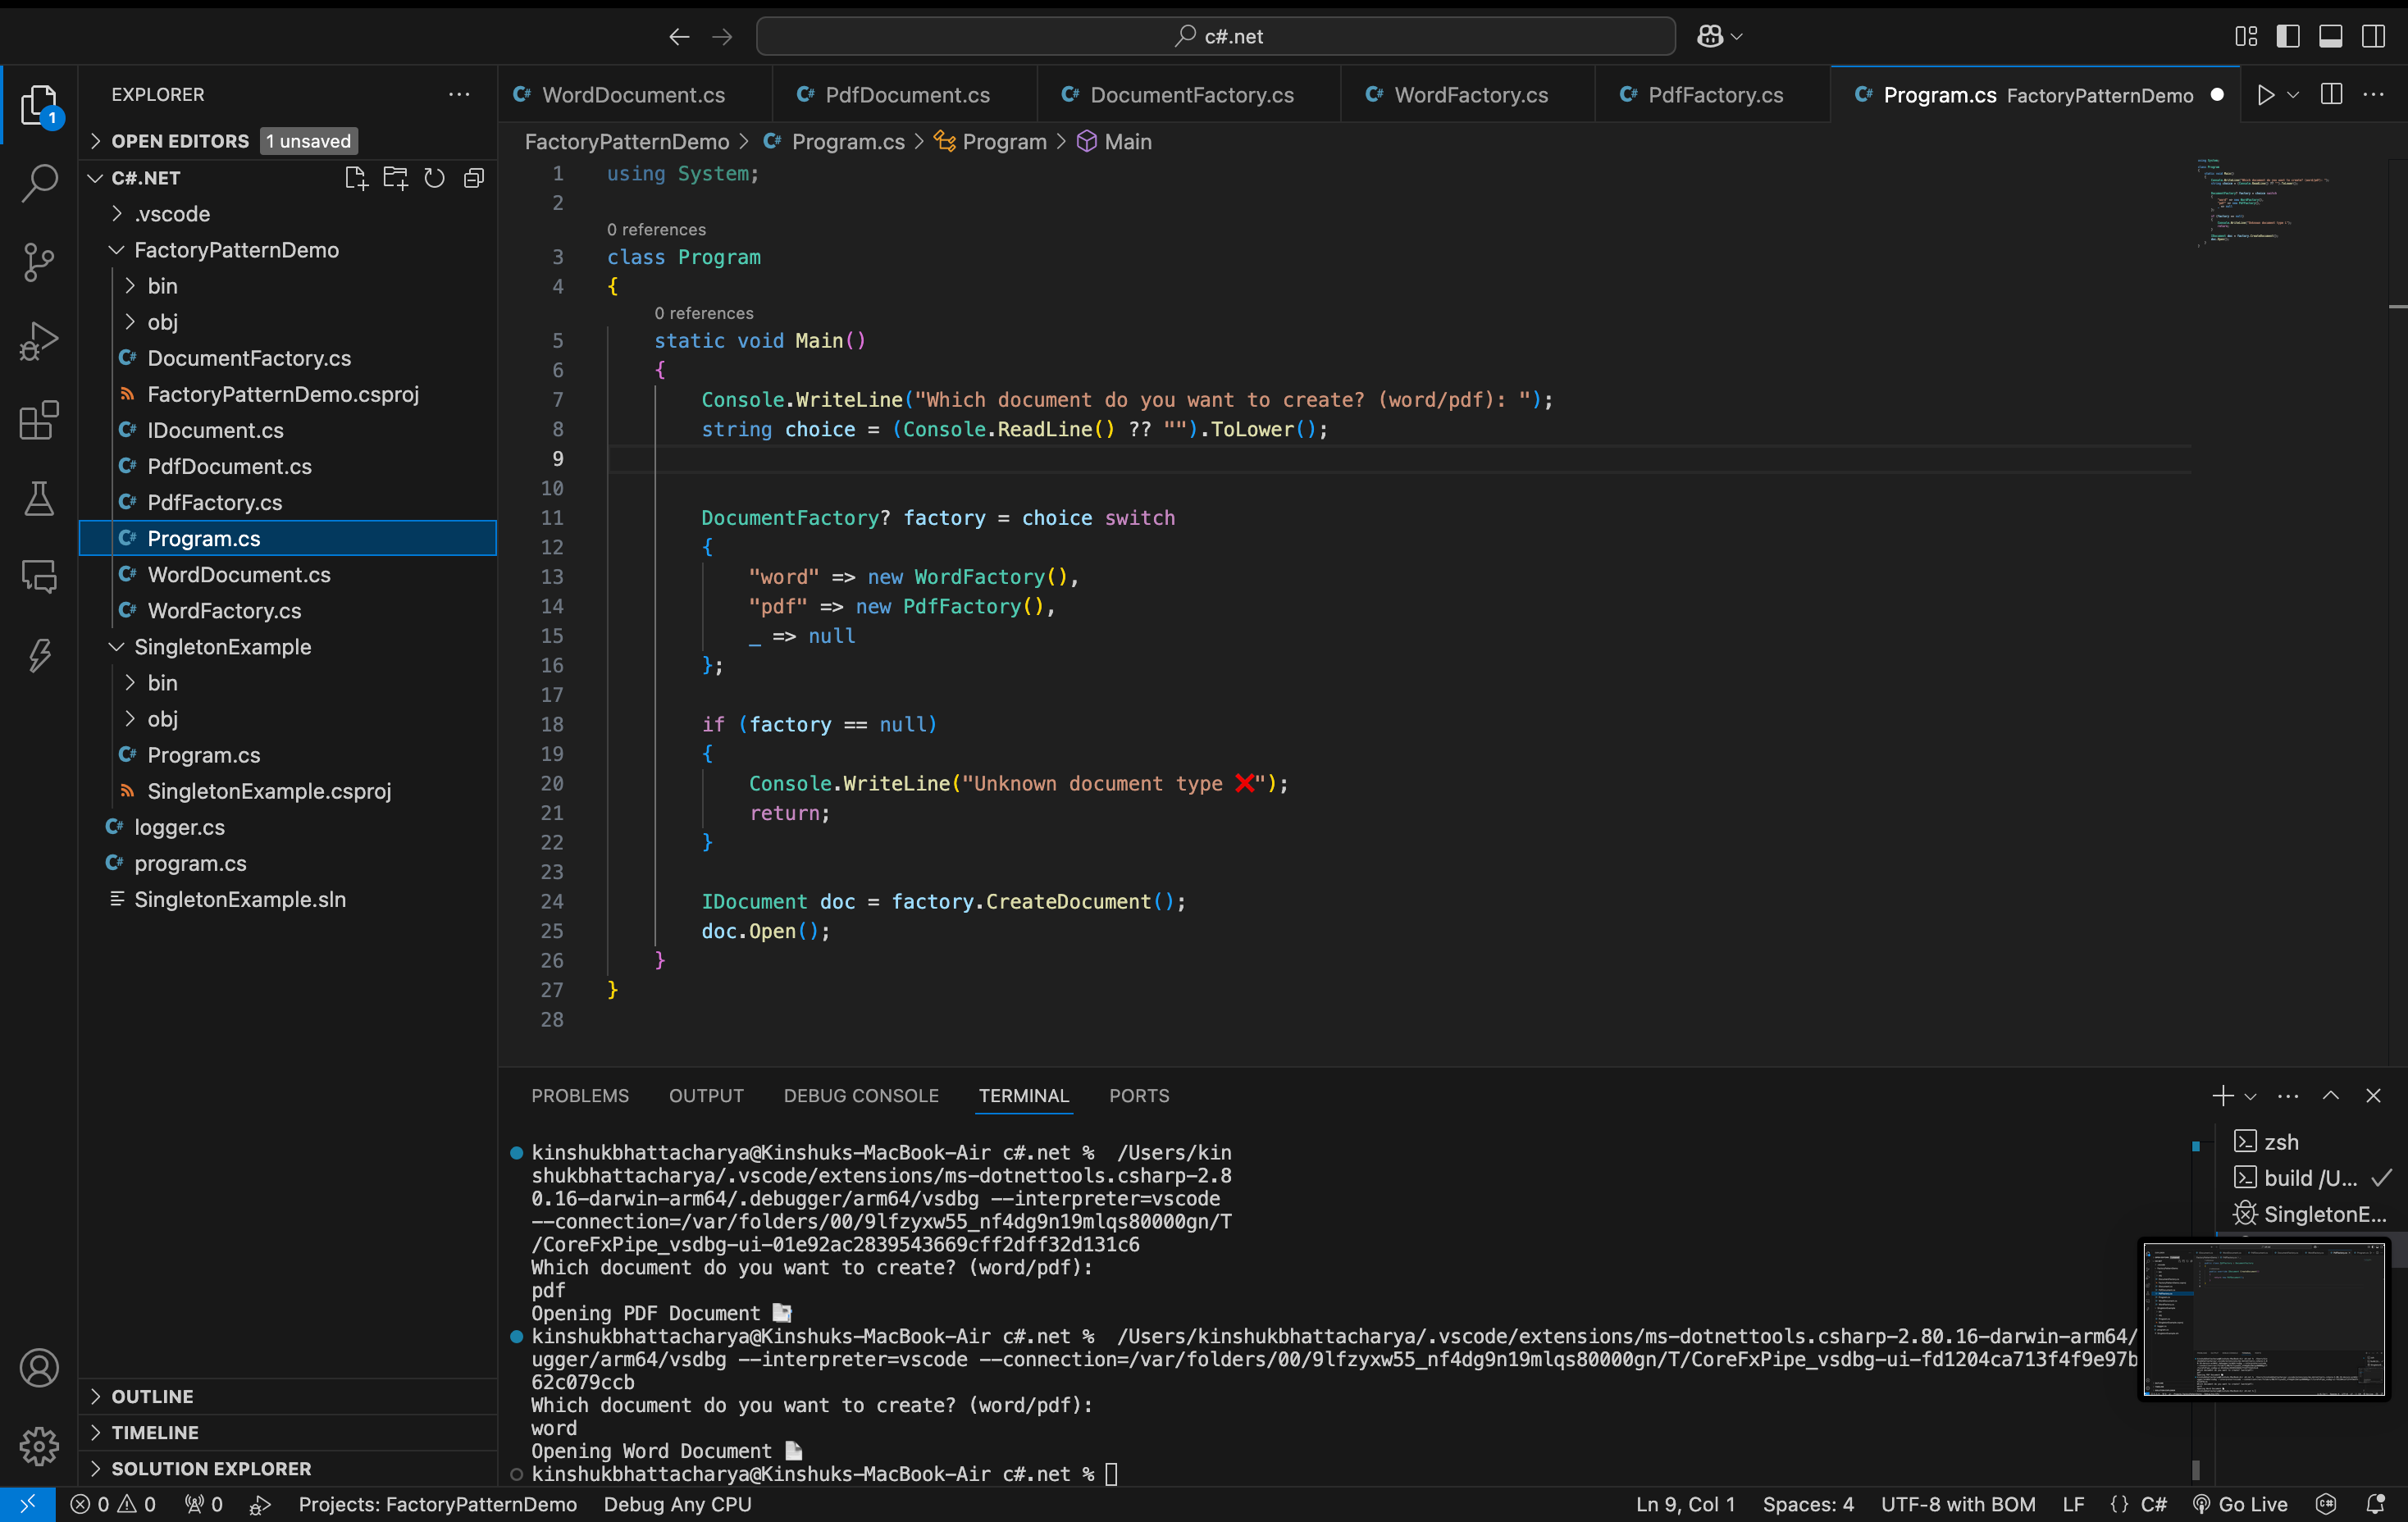 c#.net
EXPLORER
OPEN EDITORS 1 unsaved
C#.NET
.vscode
FactoryPatternDemo
bin
obj
DocumentFactory.cs
FactoryPatternDemo.csproj
IDocument.cs
PdfDocument.cs
PdfFactory.cs
Program.cs
WordDocument.cs
WordFactory.cs
SingletonExample
bin
obj
Program.cs
SingletonExample.csproj
logger.cs
program.cs
SingletonExample.sln
OUTLINE
TIMELINE
SOLUTION EXPLORER
1
WordDocument.cs PdfDocument.cs DocumentFactory.cs WordFactory.cs PdfFactory.cs Program.cs FactoryPatternDemo
FactoryPatternDemo > Program.cs > Program > Main
1 using System;
2
0 references
3 class Program
4 {
0 references
5 static void Main()
6 {
7 Console.WriteLine("Which document do you want to create? (word/pdf): ");
8 string choice = (Console.ReadLine() ?? "").ToLower();
9
10
11 DocumentFactory? factory = choice switch
12 {
13 "word" => new WordFactory(),
14 "pdf" => new PdfFactory(),
15 _ => null
16 };
17
18 if (factory == null)
19 {
20 Console.WriteLine("Unknown document type ❌");
21 return;
22 }
23
24 IDocument doc = factory.CreateDocument();
25 doc.Open();
26 }
27 }
28
PROBLEMS OUTPUT DEBUG CONSOLE TERMINAL PORTS
kinshukbhattacharya@Kinshuks-MacBook-Air c#.net %  /Users/kin
shukbhattacharya/.vscode/extensions/ms-dotnettools.csharp-2.8
0.16-darwin-arm64/.debugger/arm64/vsdbg --interpreter=vscode
--connection=/var/folders/00/9lfzyxw55_nf4dg9n19mlqs80000gn/T
/CoreFxPipe_vsdbg-ui-01e92ac2839543669cff2dff32d131c6
Which document do you want to create? (word/pdf):
pdf
Opening PDF Document 📑
kinshukbhattacharya@Kinshuks-MacBook-Air c#.net %  /Users/kinshukbhattacharya/.vscode/extensions/ms-dotnettools.csharp-2.80.16-darwin-arm64/
ugger/arm64/vsdbg --interpreter=vscode --connection=/var/folders/00/9lfzyxw55_nf4dg9n19mlqs80000gn/T/CoreFxPipe_vsdbg-ui-fd1204ca713f4f9e97b
62c079ccb
Which document do you want to create? (word/pdf):
word
Opening Word Document 📄
kinshukbhattacharya@Kinshuks-MacBook-Air c#.net %
zsh
build /U...
SingletonE...
0 0 0 Projects: FactoryPatternDemo Debug Any CPU Ln 9, Col 1 Spaces: 4 UTF-8 with BOM LF {} C# Go Live